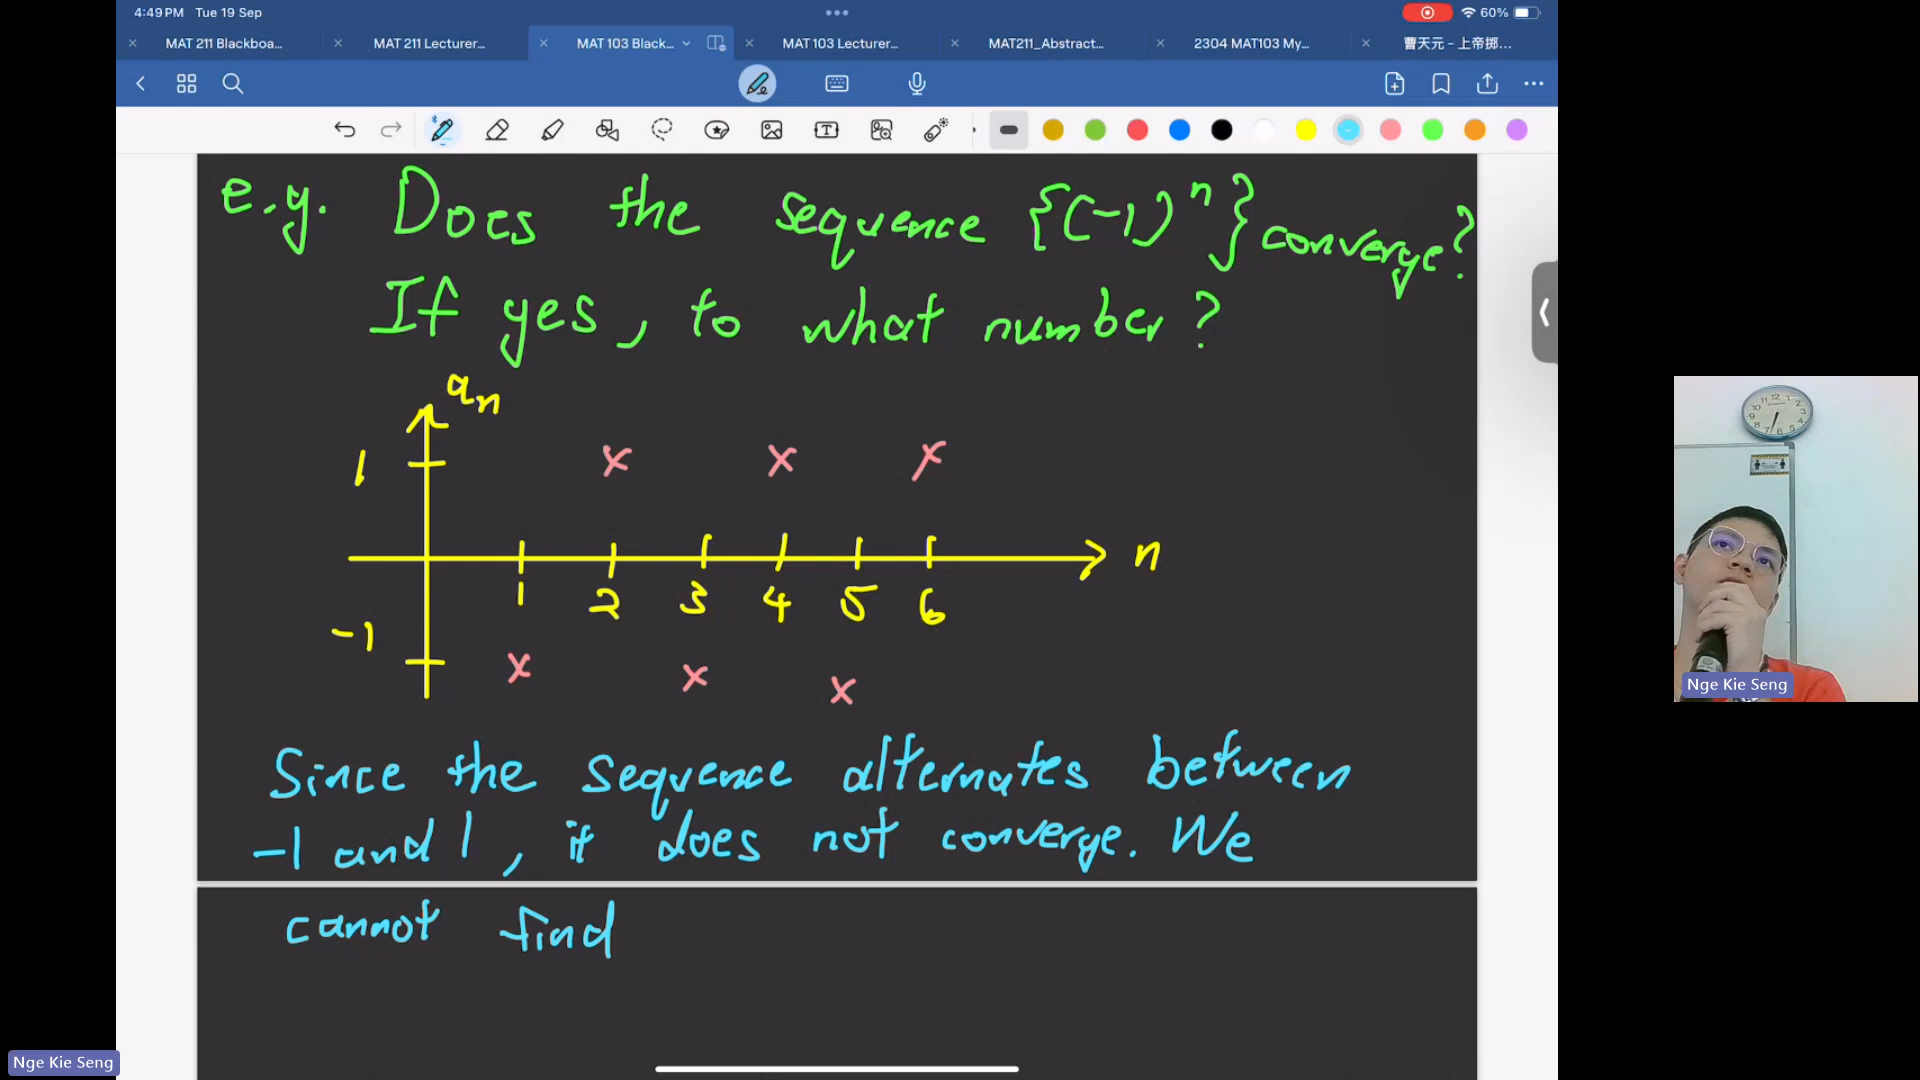 4:49 PM Tue 19 Sep
60%
MAT 211 Blackboa...
MAT 211 Lecturer...
MAT 103 Black...
MAT 103 Lecturer...
MAT211_Abstract...
2304 MAT103 My...
曹天元 - 上帝掷...
e.g. Does the sequence {(-1)^n} converge?
If yes, to what number?
a_n
1
n
1 2 3 4 5 6
-1
Since the sequence alternates between
-1 and 1, it does not converge. We
cannot find
Nge Kie Seng
Nge Kie Seng